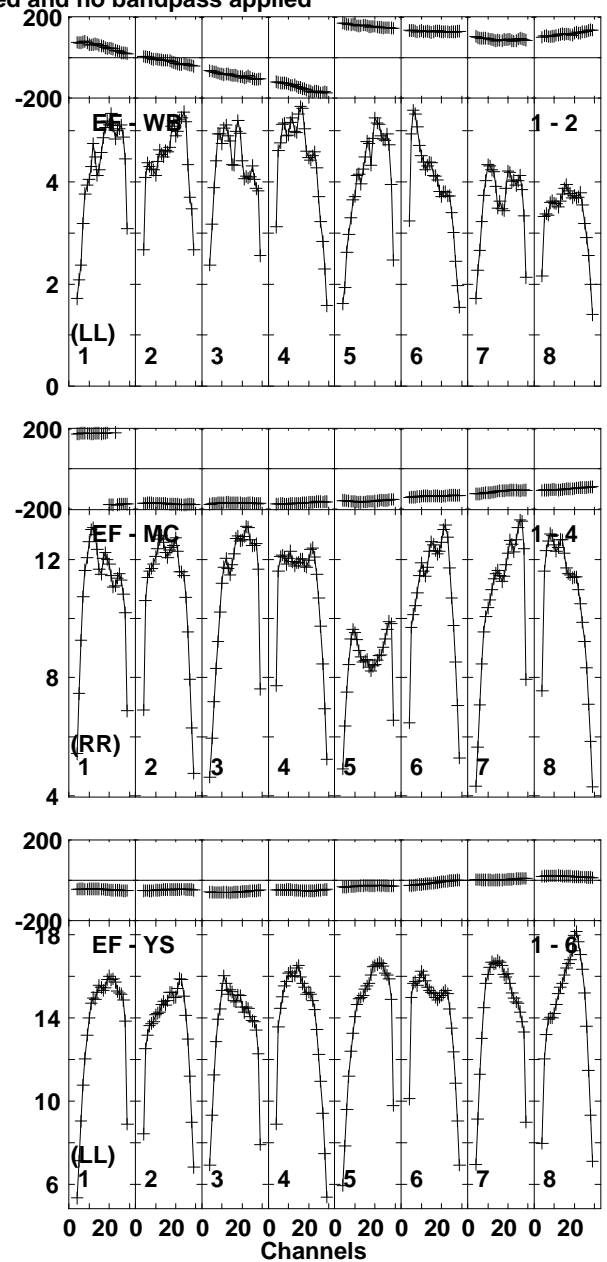 ed and no bandpass applied
200
-200
EF - WB 1 - 2
4
2
(LL)
1 2 3 4 5 6 7 8
0
200
-200
EF - MC 1 - 4
12
8
(RR)
1 2 3 4 5 6 7 8
4
200
-200
18
EF - YS 1 - 6
14
10
(LL)
1 2 3 4 5 6 7 8
6
0 20 0 20 0 20 0 20 0 20 0 20 0 20 0 20
Channels